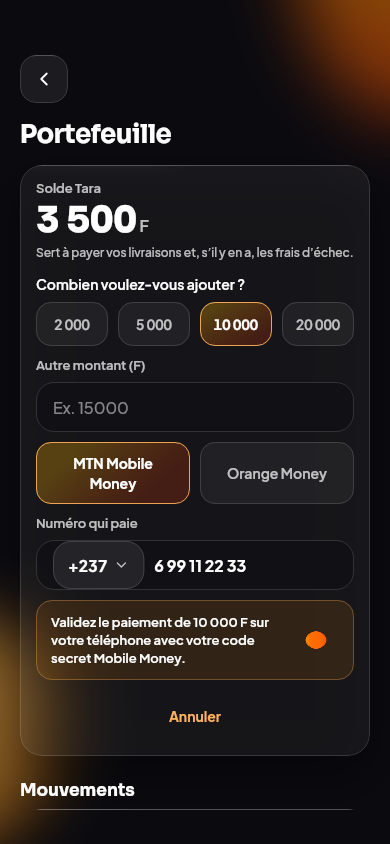 Portefeuille
Solde Tara
3 500 F
Sert à payer vos livraisons et, s'il y en a, les frais d'échec.
Combien voulez-vous ajouter ?
2 000 5 000 10 000 20 000
Autre montant (F)
Ex. 15000
MTN Mobile
Money
Orange Money
Numéro qui paie
+237 6 99 11 22 33
Validez le paiement de 10 000 F sur
votre téléphone avec votre code
secret Mobile Money.
Annuler
Mouvements